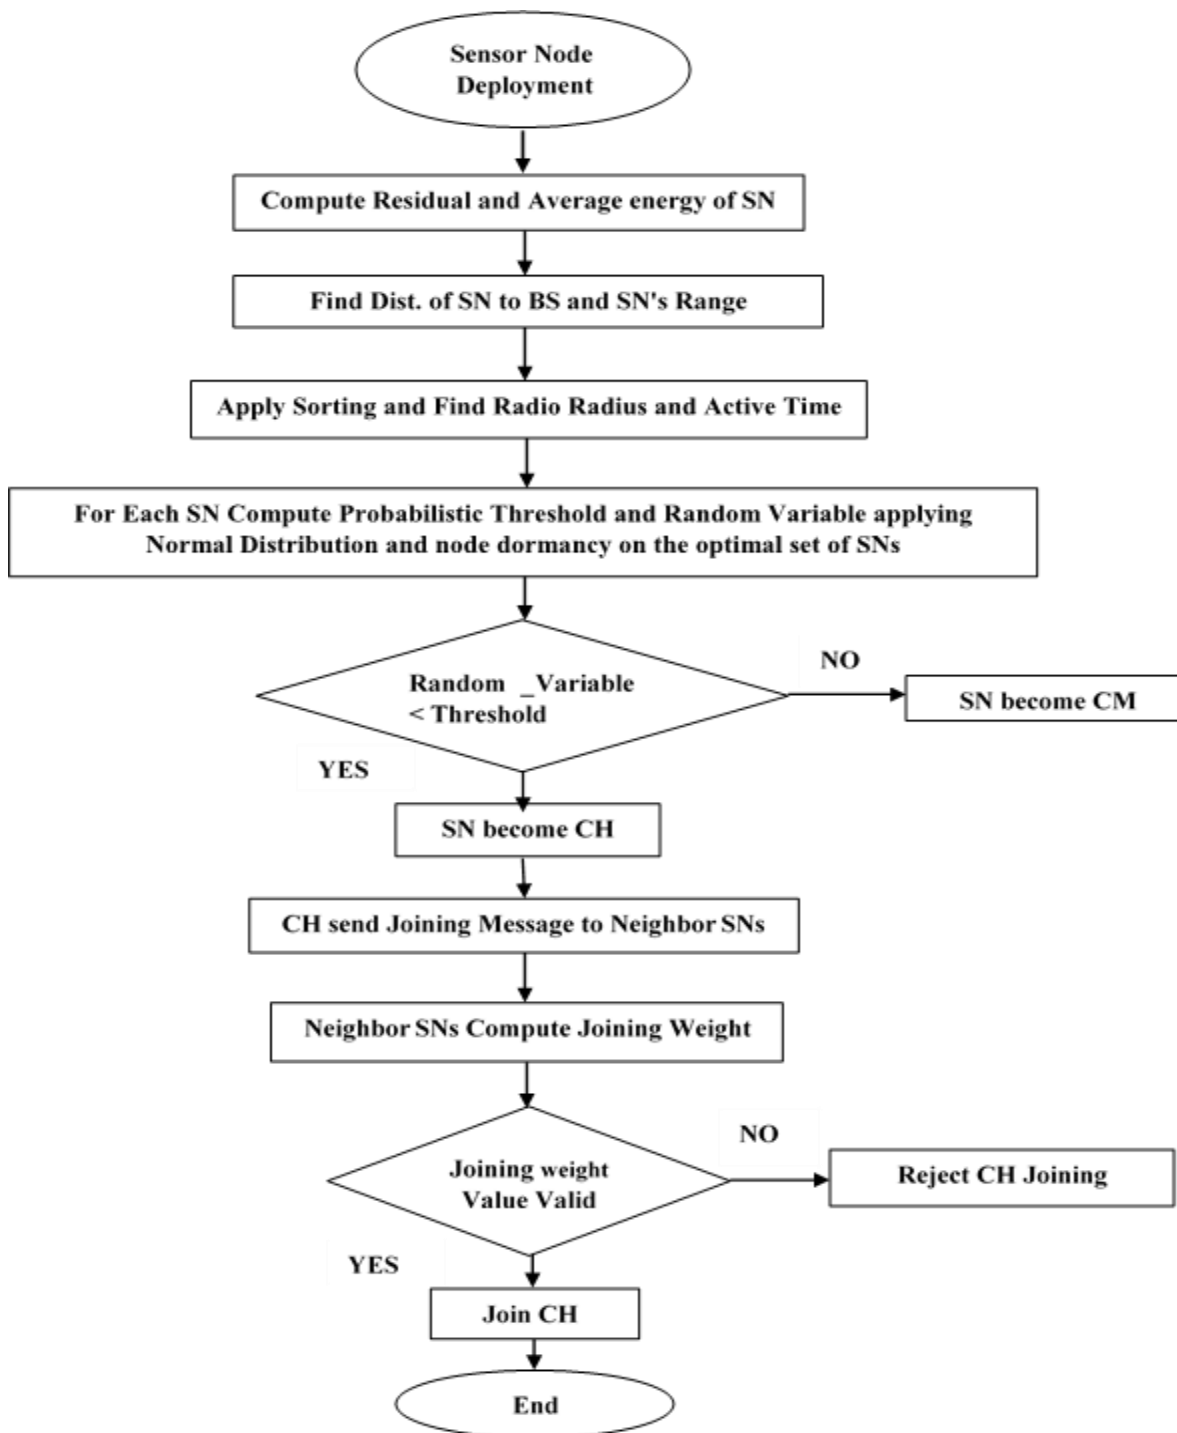 Sensor Node
Deployment
Compute Residual and Average energy of SN
Find Dist. of SN to BS and SN's Range
Apply Sorting and Find Radio Radius and Active Time
For Each SN Compute Probabilistic Threshold and Random Variable applying
Normal Distribution and node dormancy on the optimal set of SNs
Random _Variable
< Threshold
NO
SN become CM
YES
SN become CH
CH send Joining Message to Neighbor SNs
Neighbor SNs Compute Joining Weight
Joining weight
Value Valid
NO
Reject CH Joining
YES
Join CH
End